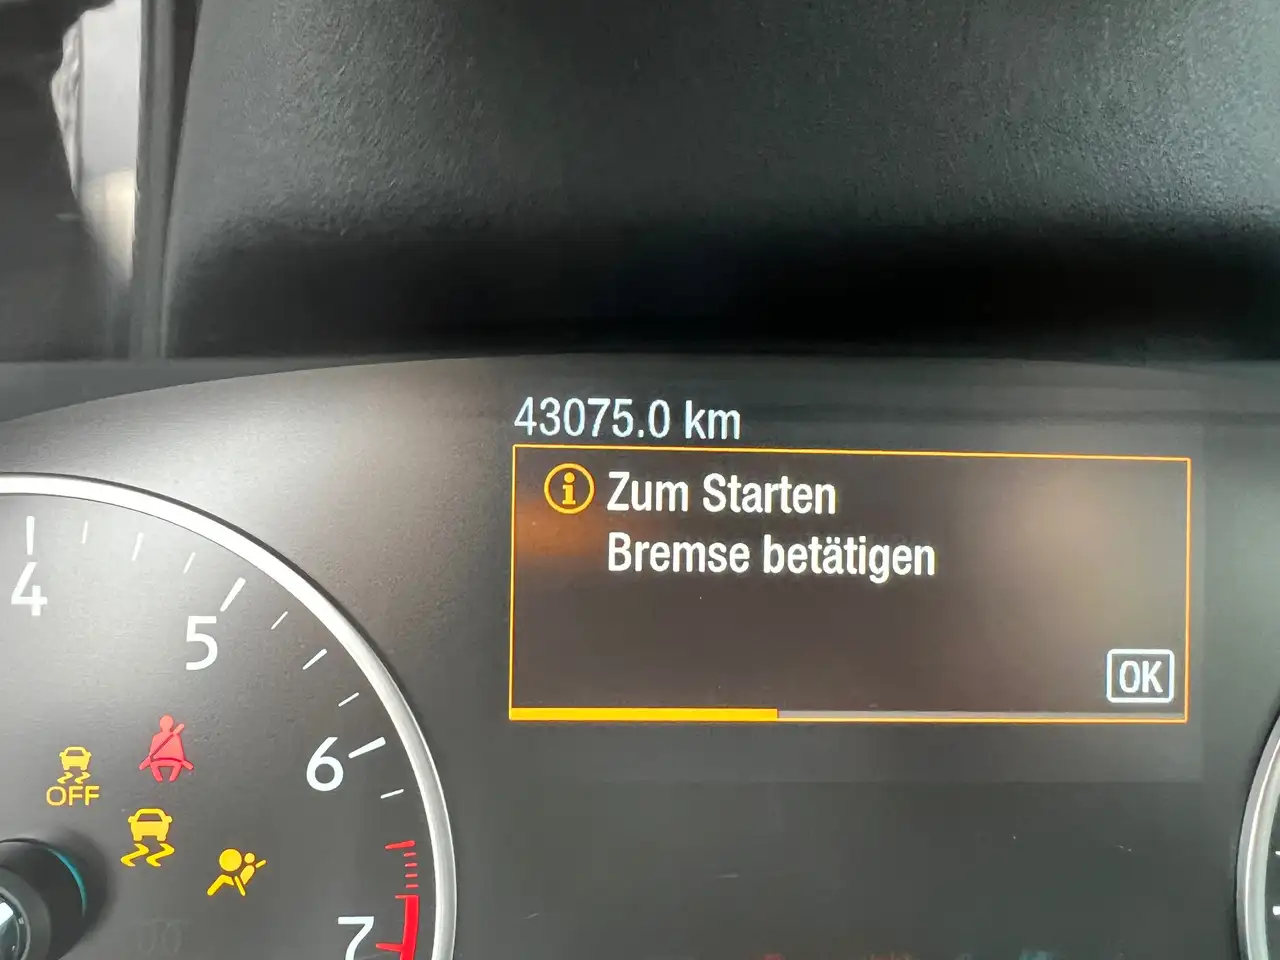 43075.0 km
Zum Starten
Bremse betätigen
OK
4
5
6
7
OFF